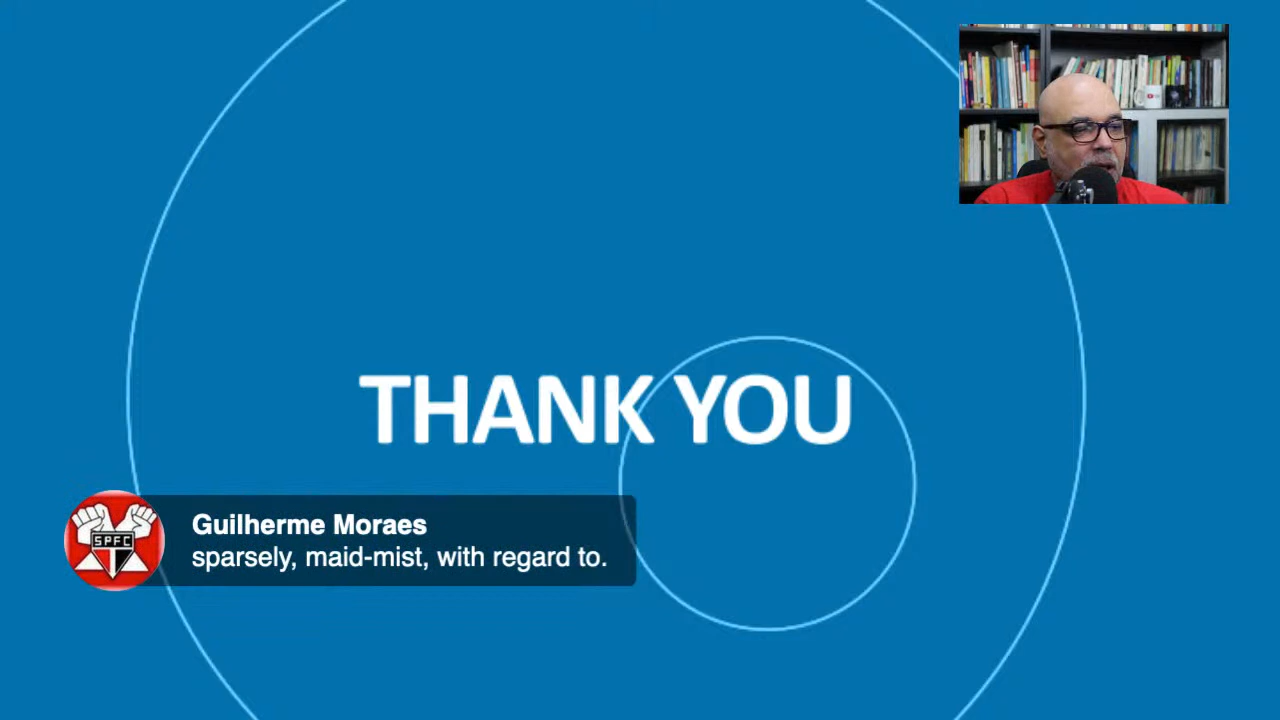 THANK YOU
SPFC
Guilherme Moraes
sparsely, maid-mist, with regard to.